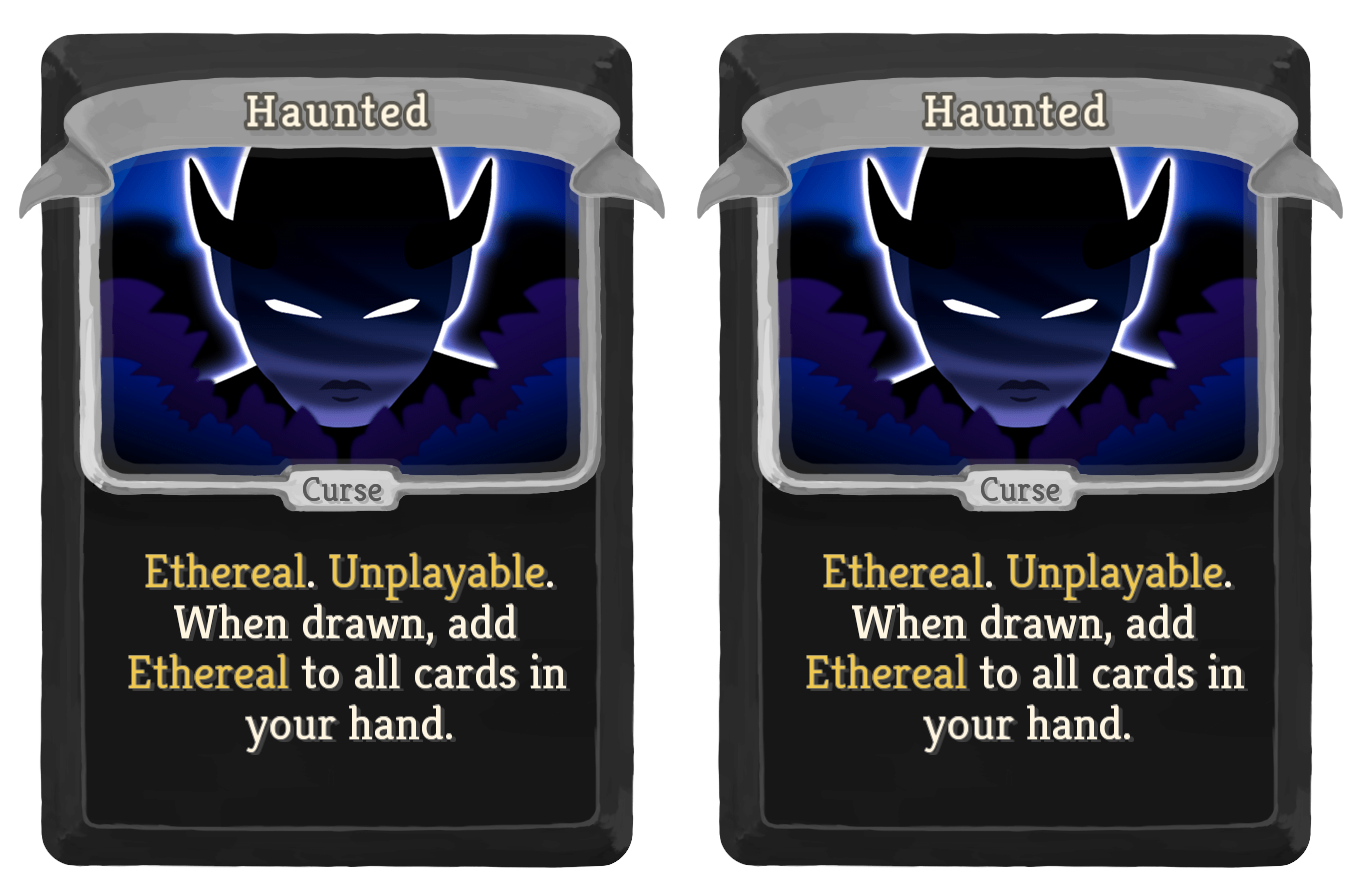 Haunted
Curse
Ethereal. Unplayable.
When drawn, add
Ethereal to all cards in
your hand.
Haunted
Curse
Ethereal. Unplayable.
When drawn, add
Ethereal to all cards in
your hand.